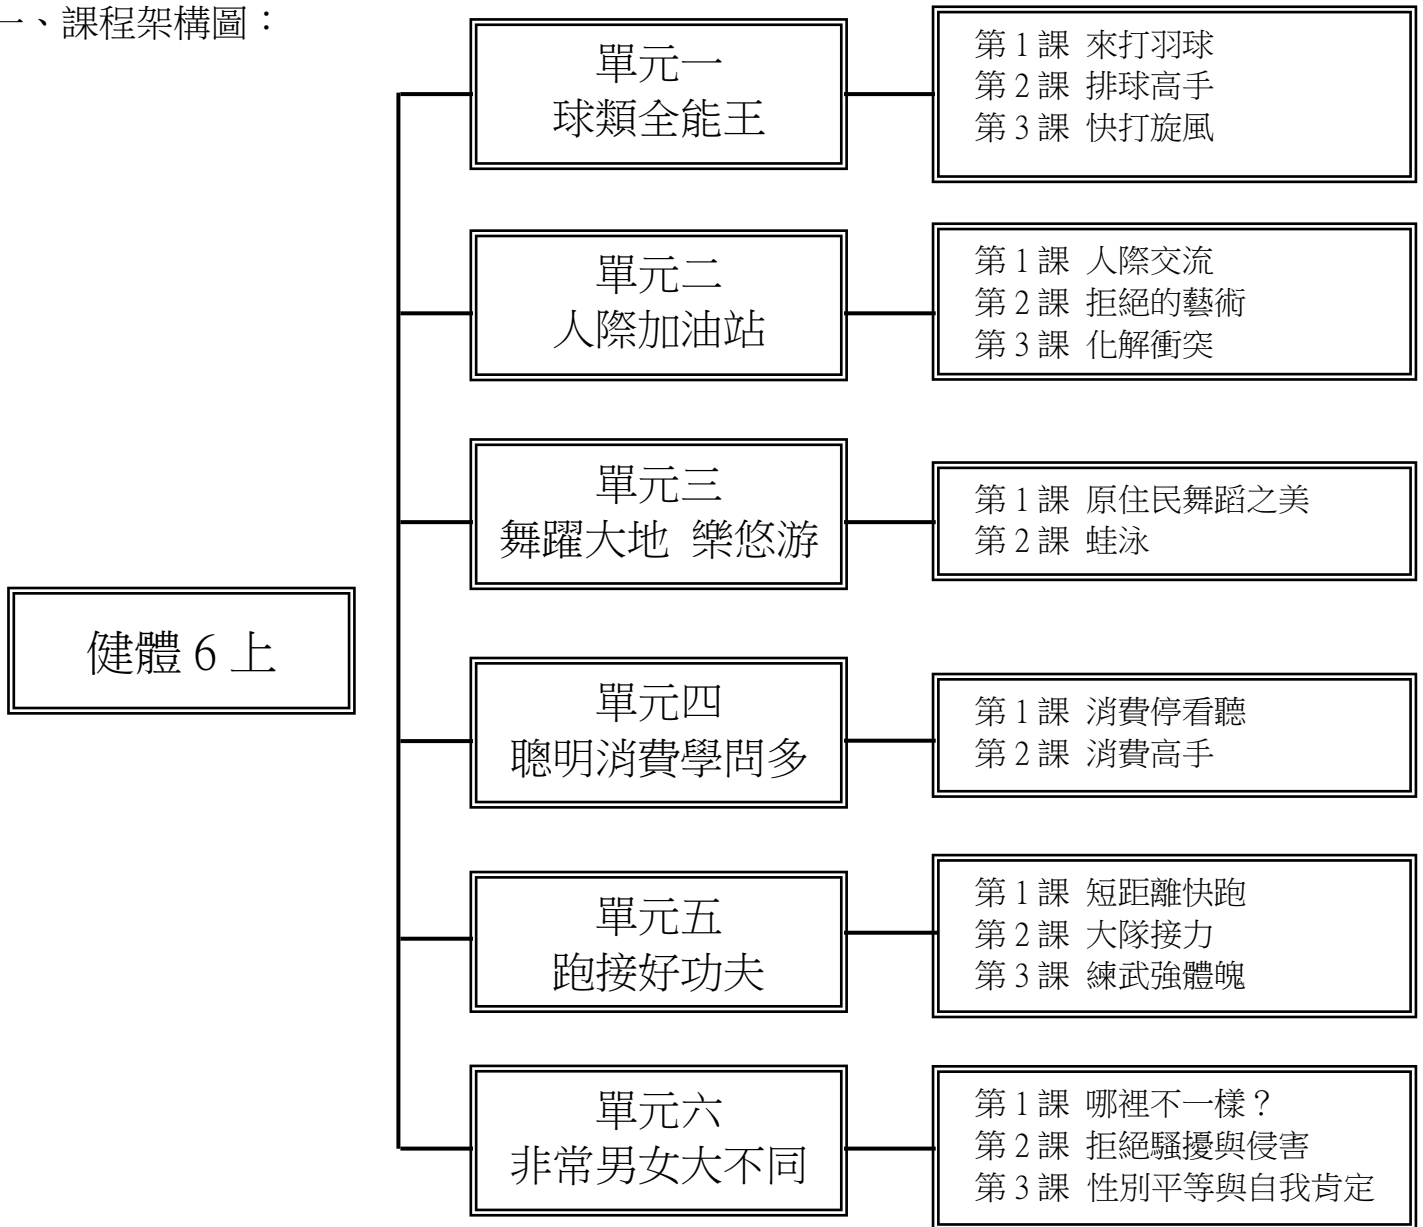 一、課程架構圖：
單元一
球類全能王
第 1 課 來打羽球
第 2 課 排球高手
第 3 課 快打旋風
單元二
人際加油站
第 1 課 人際交流
第 2 課 拒絕的藝術
第 3 課 化解衝突
單元三
舞躍大地 樂悠游
第 1 課 原住民舞蹈之美
第 2 課 蛙泳
健體 6 上
單元四
聰明消費學問多
第 1 課 消費停看聽
第 2 課 消費高手
單元五
跑接好功夫
第 1 課 短距離快跑
第 2 課 大隊接力
第 3 課 練武強體魄
單元六
非常男女大不同
第 1 課 哪裡不一樣？
第 2 課 拒絕騷擾與侵害
第 3 課 性別平等與自我肯定